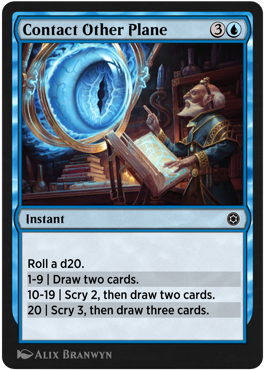 Contact Other Plane 3
Instant
Roll a d20.
1-9 | Draw two cards.
10-19 | Scry 2, then draw two cards.
20 | Scry 3, then draw three cards.
ALIX BRANWYN